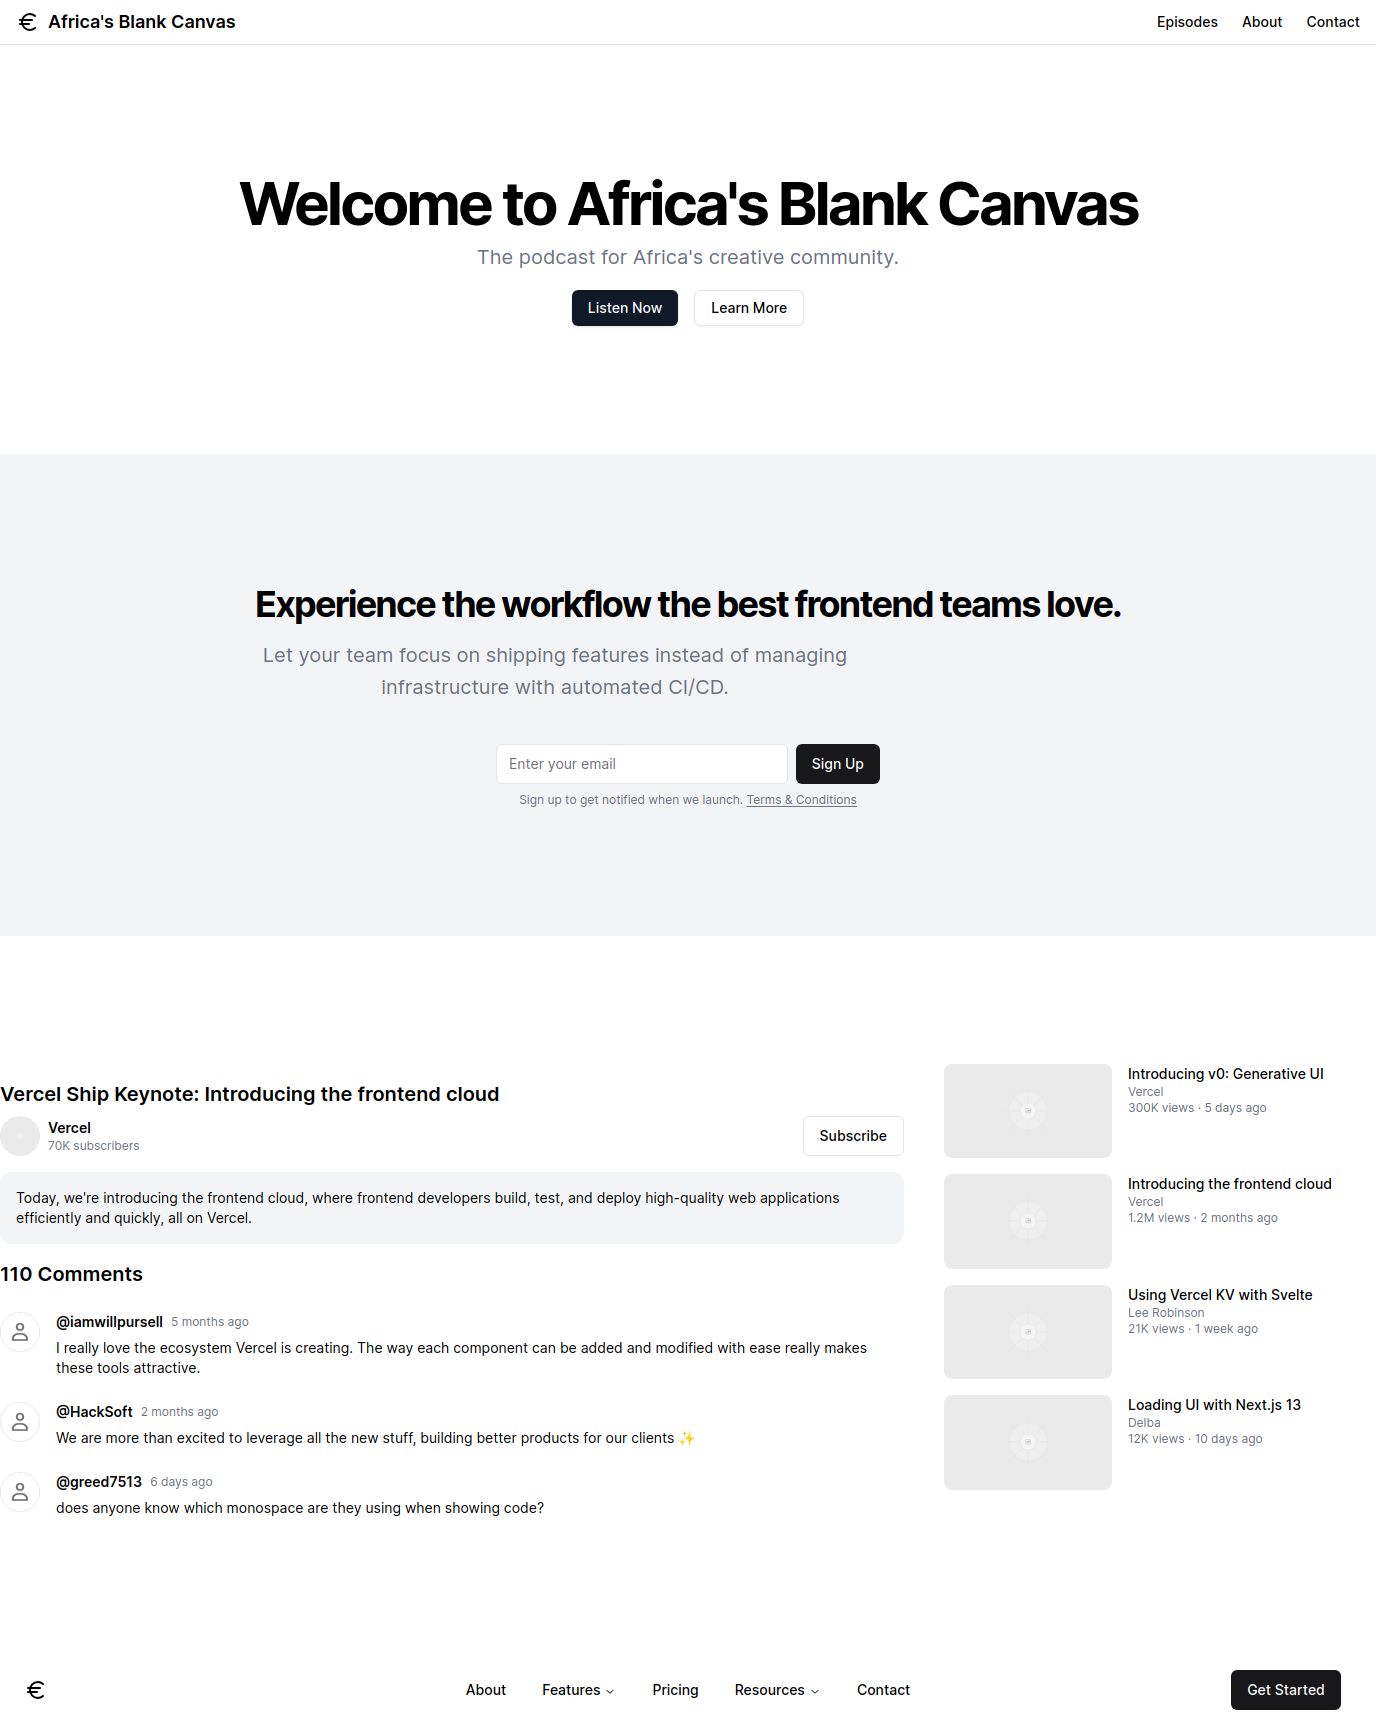 Africa's Blank Canvas
Episodes
About
Contact
Welcome to Africa's Blank Canvas
The podcast for Africa's creative community.
Listen Now
Learn More
Experience the workflow the best frontend teams love.
Let your team focus on shipping features instead of managing
infrastructure with automated CI/CD.
Enter your email
Sign Up
Sign up to get notified when we launch. Terms & Conditions
Vercel Ship Keynote: Introducing the frontend cloud
Vercel
70K subscribers
Subscribe
Today, we're introducing the frontend cloud, where frontend developers build, test, and deploy high-quality web applications
efficiently and quickly, all on Vercel.
110 Comments
@iamwillpursell 5 months ago
I really love the ecosystem Vercel is creating. The way each component can be added and modified with ease really makes
these tools attractive.
@HackSoft 2 months ago
We are more than excited to leverage all the new stuff, building better products for our clients ✨
@greed7513 6 days ago
does anyone know which monospace are they using when showing code?
Introducing v0: Generative UI
Vercel
300K views · 5 days ago
Introducing the frontend cloud
Vercel
1.2M views · 2 months ago
Using Vercel KV with Svelte
Lee Robinson
21K views · 1 week ago
Loading UI with Next.js 13
Delba
12K views · 10 days ago
About
Features
Pricing
Resources
Contact
Get Started